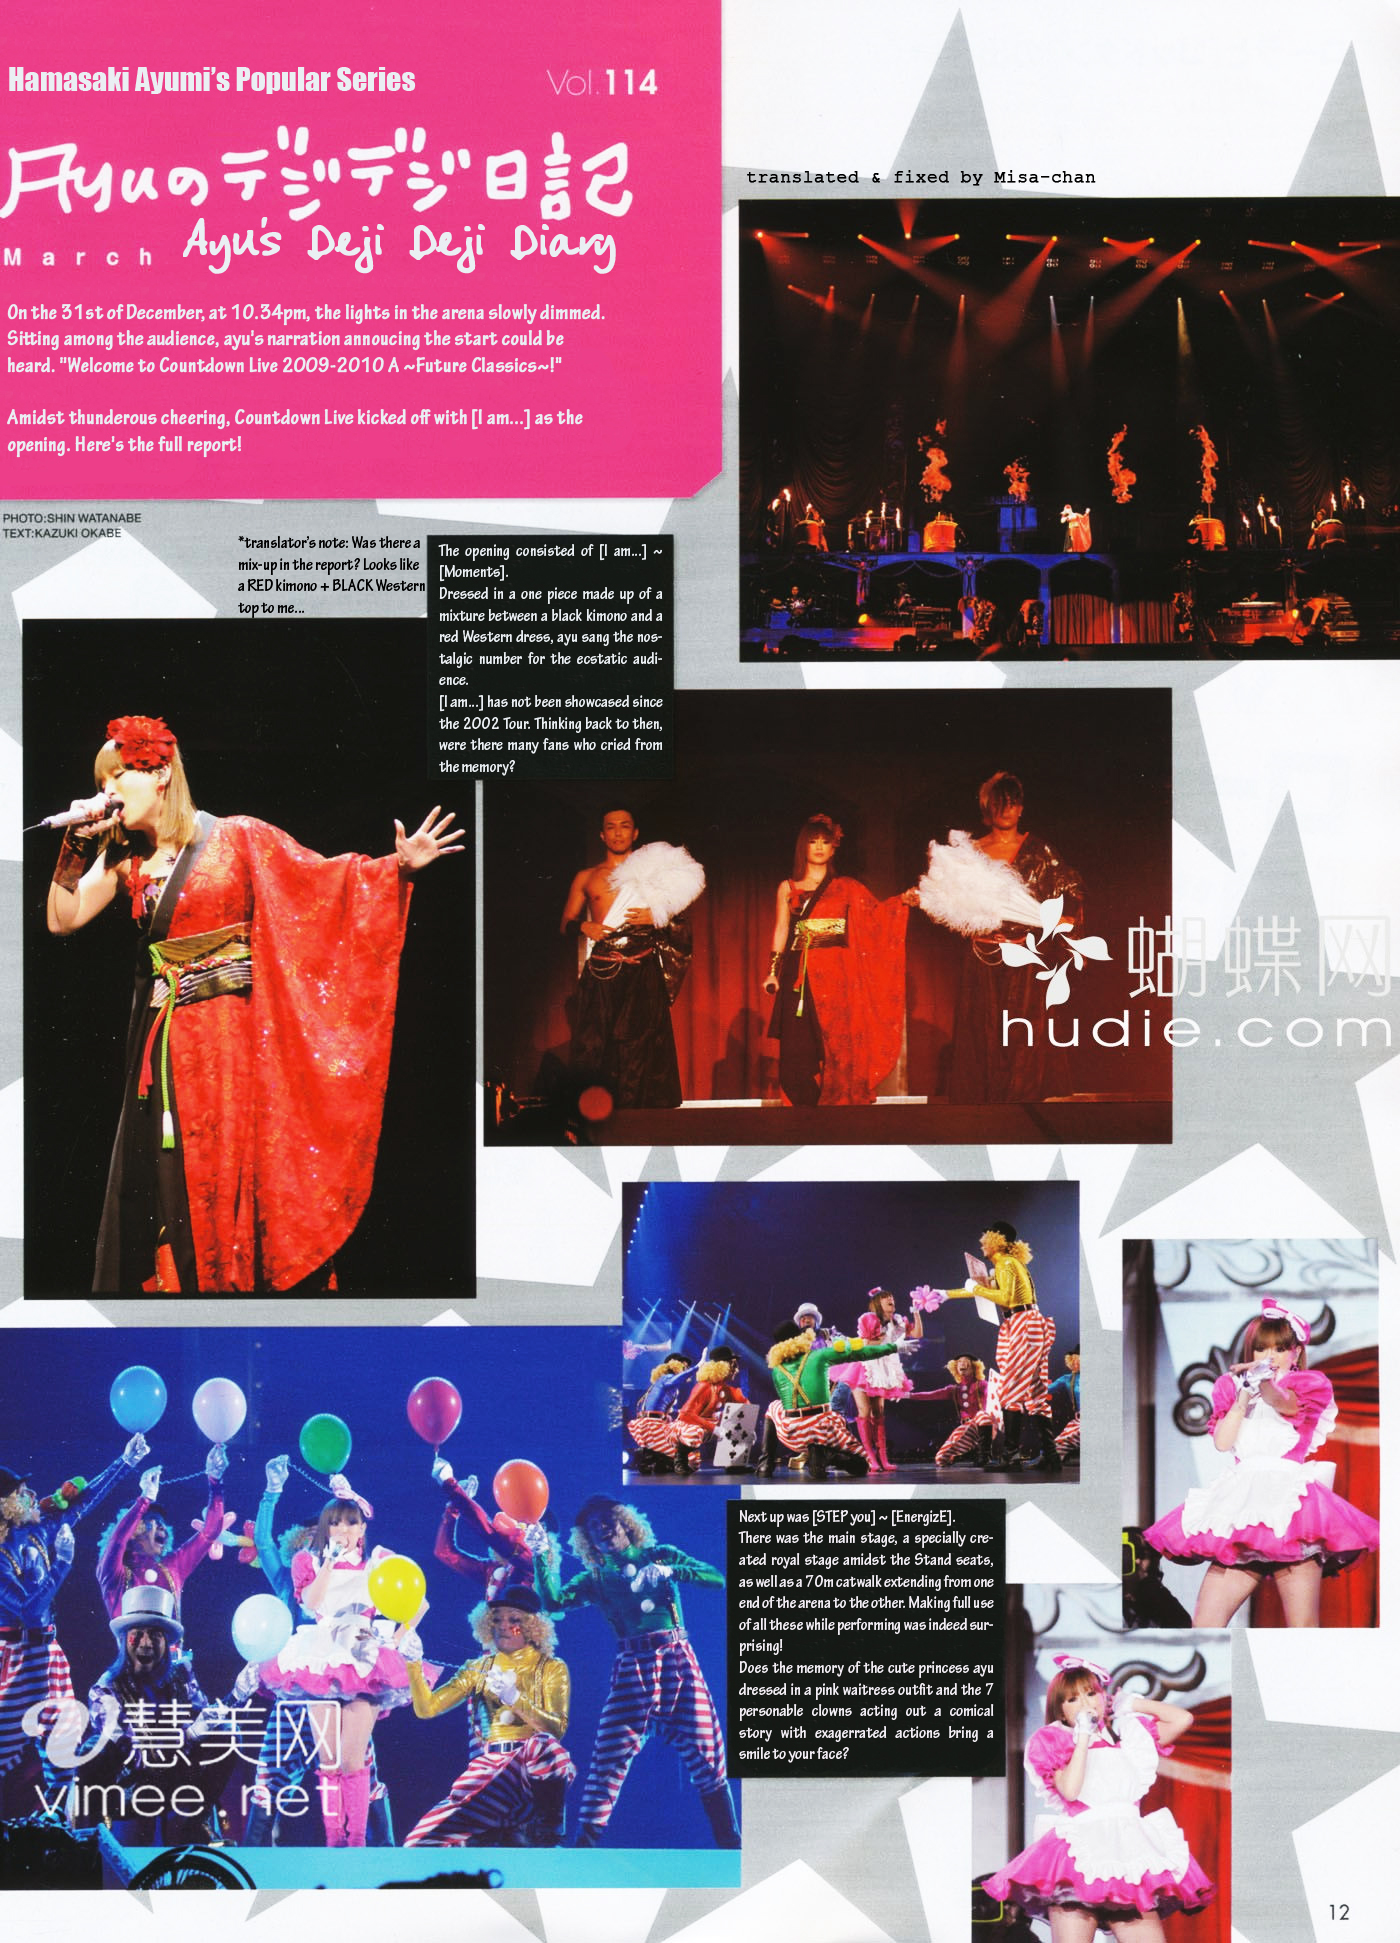 Hamasaki Ayumi's Popular Series
Vol.114
Ayuのデジデジ日記
March
Ayu's Deji Deji Diary
On the 31st of December, at 10.34pm, the lights in the arena slowly dimmed.
Sitting among the audience, ayu's narration annoucing the start could be
heard. "Welcome to Countdown Live 2009-2010 A ~Future Classics~!"
Amidst thunderous cheering, Countdown Live kicked off with [I am...] as the
opening. Here's the full report!
translated & fixed by Misa-chan
PHOTO:SHIN WATANABE
TEXT:KAZUKI OKABE
*translator's note: Was there a
mix-up in the report? Looks like
a RED kimono + BLACK Western
top to me...
The opening consisted of [I am...] ~
[Moments].
Dressed in a one piece made up of a
mixture between a black kimono and a
red Western dress, ayu sang the nos-
talgic number for the ecstatic audi-
ence.
[I am...] has not been showcased since
the 2002 Tour. Thinking back to then,
were there many fans who cried from
the memory?
蝴蝶网
hudie.com
Next up was [STEP you] ~ [EnergizE].
There was the main stage, a specially cre-
ated royal stage amidst the Stand seats,
as well as a 70m catwalk extending from one
end of the arena to the other. Making full use
of all these while performing was indeed sur-
prising!
Does the memory of the cute princess ayu
dressed in a pink waitress outfit and the 7
personable clowns acting out a comical
story with exagerrated actions bring a
smile to your face?
慧美网
vimee.net
12